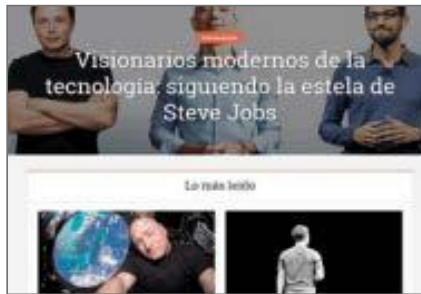 Visionarios modernos de la
tecnología: siguiendo la estela de
Steve Jobs
Lo más leído